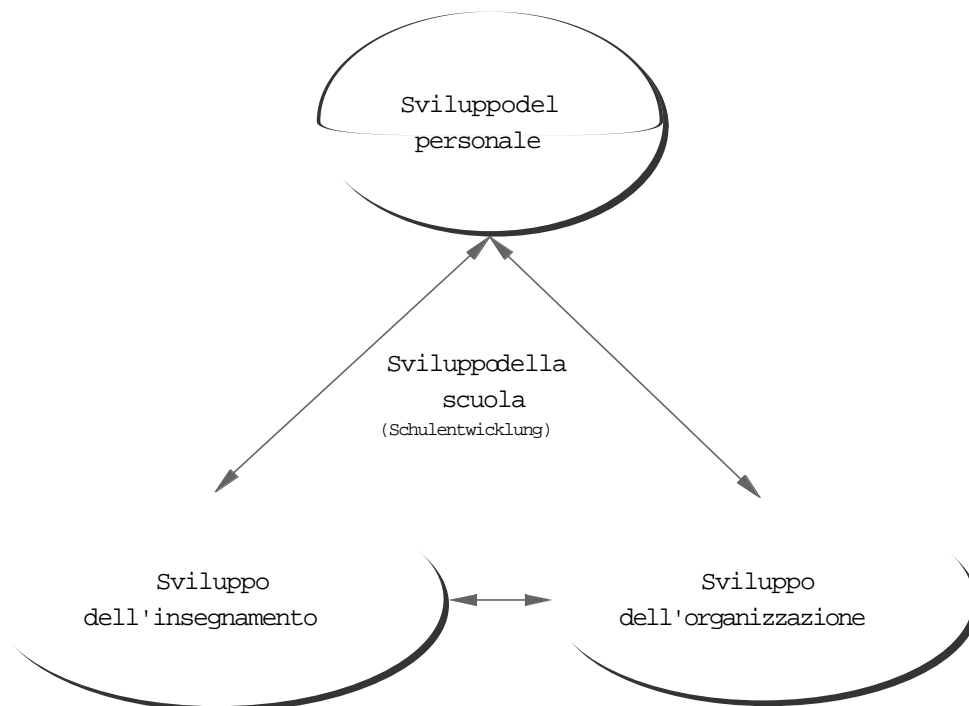 Sviluppodel
personale
Sviluppodella
scuola
(Schulentwicklung)
Sviluppo
dell'insegnamento
Sviluppo
dell'organizzazione